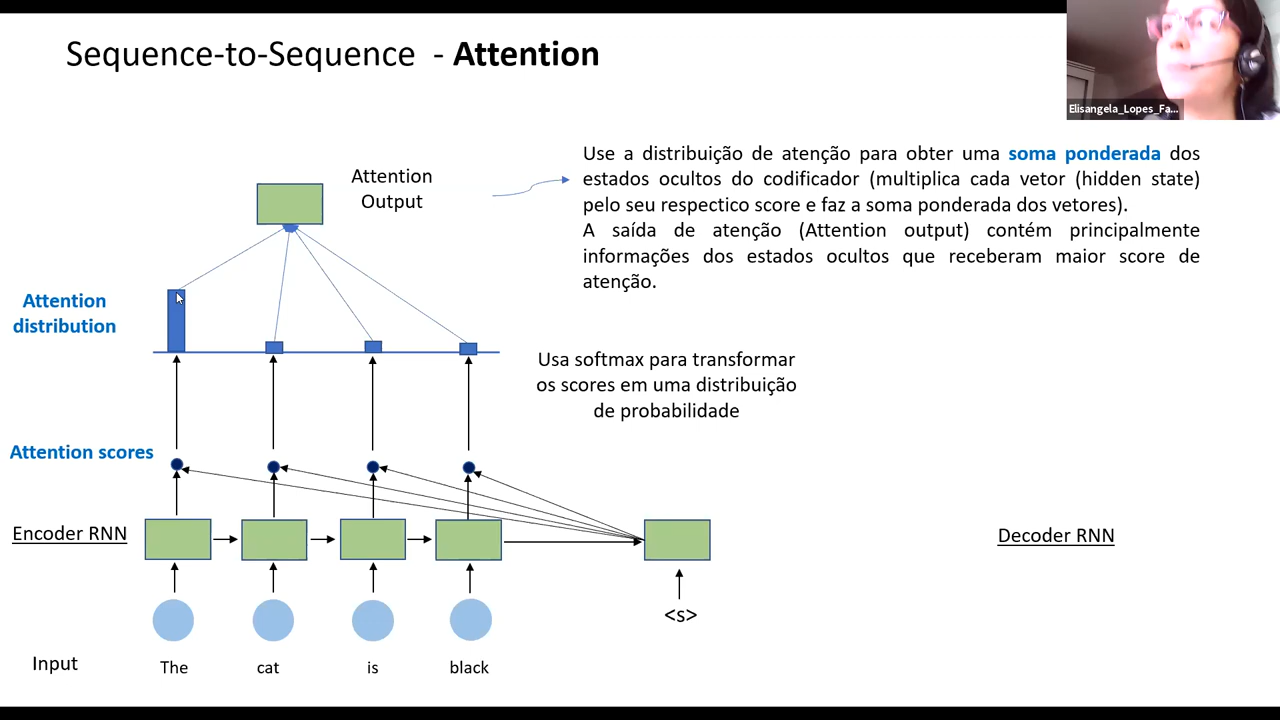 Sequence-to-Sequence - Attention
Elisangela_Lopes_Fa...
Attention
Output
Use a distribuição de atenção para obter uma soma ponderada dos
estados ocultos do codificador (multiplica cada vetor (hidden state)
pelo seu respectico score e faz a soma ponderada dos vetores).
A saída de atenção (Attention output) contém principalmente
informações dos estados ocultos que receberam maior score de
atenção.
Attention
distribution
Usa softmax para transformar
os scores em uma distribuição
de probabilidade
Attention scores
Encoder RNN
Decoder RNN
<s>
Input
The
cat
is
black